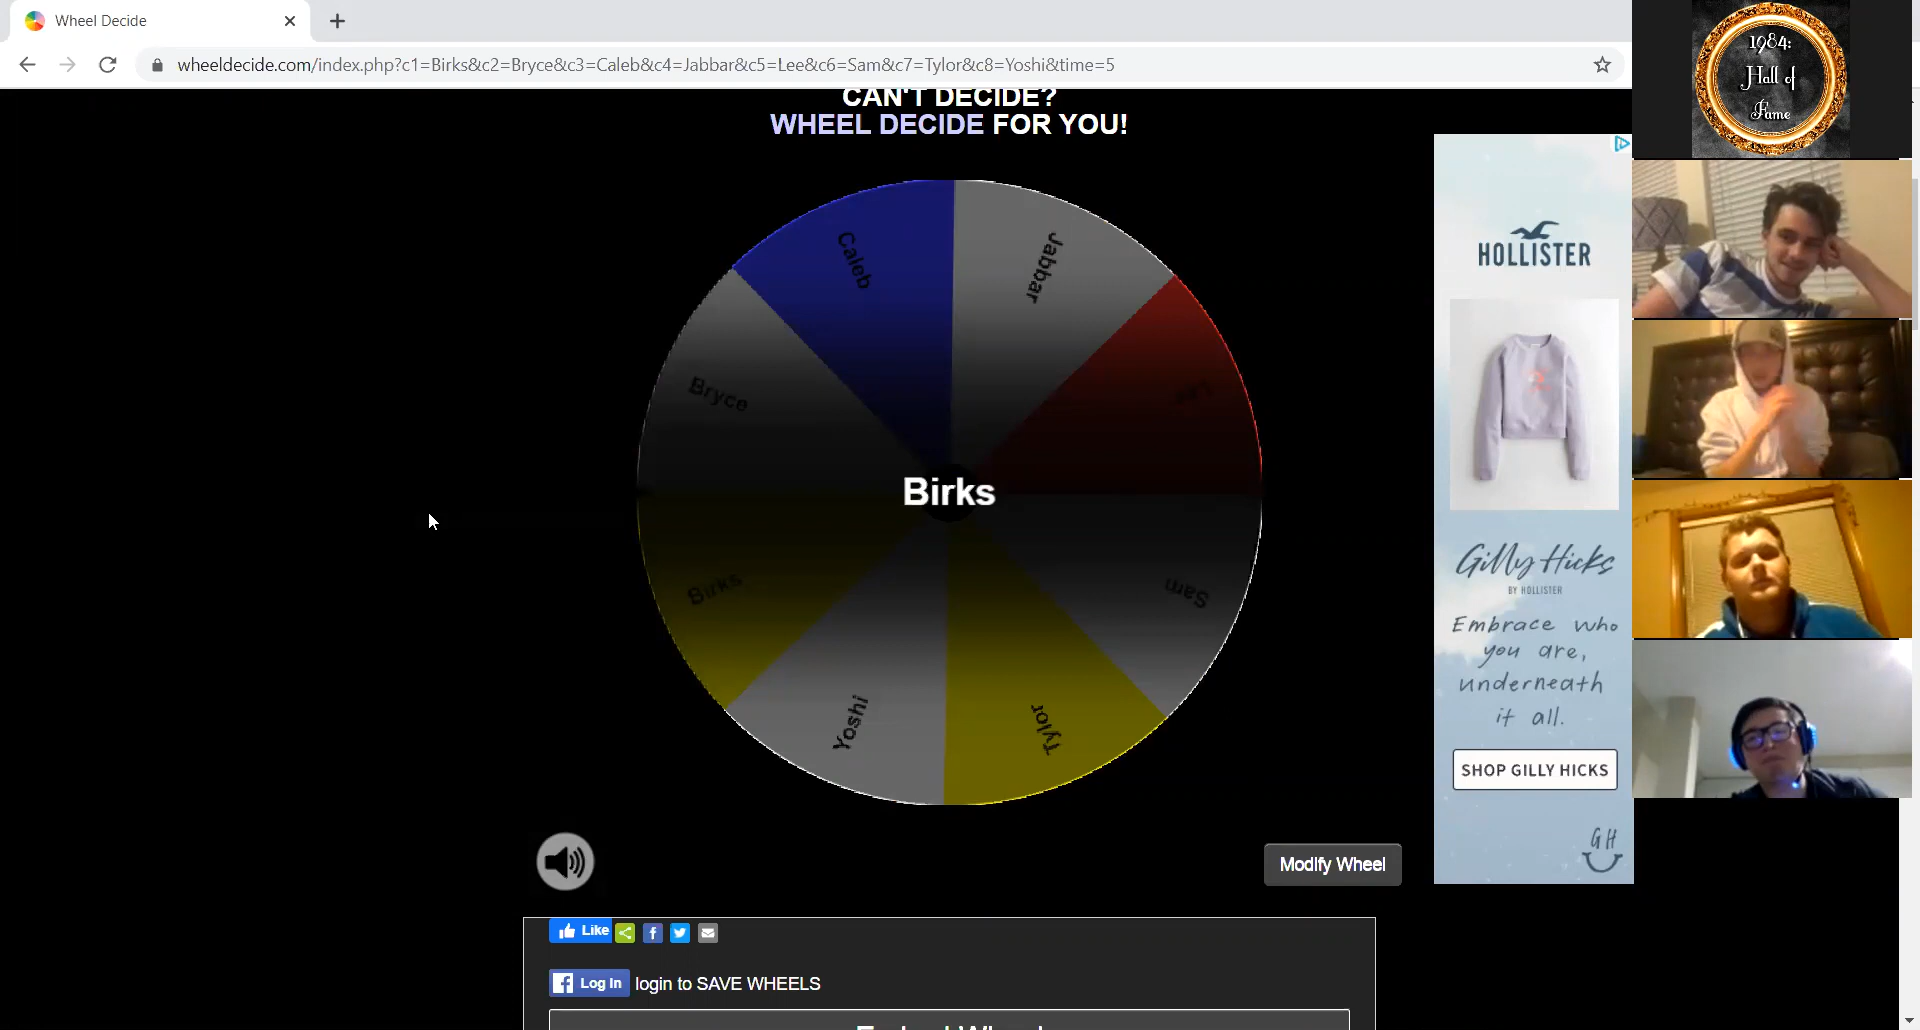 Wheel Decide
wheeldecide.com/index.php?c1=Birks&c2=Bryce&c3=Caleb&c4=Jabbar&c5=Lee&c6=Sam&c7=Tylor&c8=Yoshi&time=5
1984:
Hall of
Fame
CAN'T DECIDE?
WHEEL DECIDE FOR YOU!
Caleb
Jabbar
Bryce
Lee
Birks
Birks
Sam
Yoshi
Tylor
HOLLISTER
Gilly Hicks
BY HOLLISTER
Embrace who
you are,
underneath
it all.
SHOP GILLY HICKS
GH
Modify Wheel
Like
Log In login to SAVE WHEELS